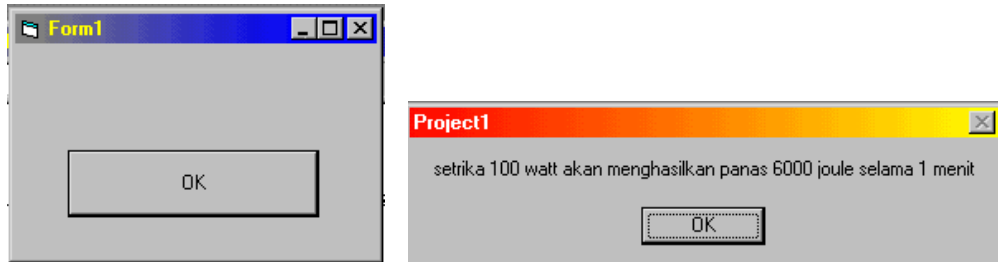 Form1
OK
Project1
setrika 100 watt akan menghasilkan panas 6000 joule selama 1 menit
OK